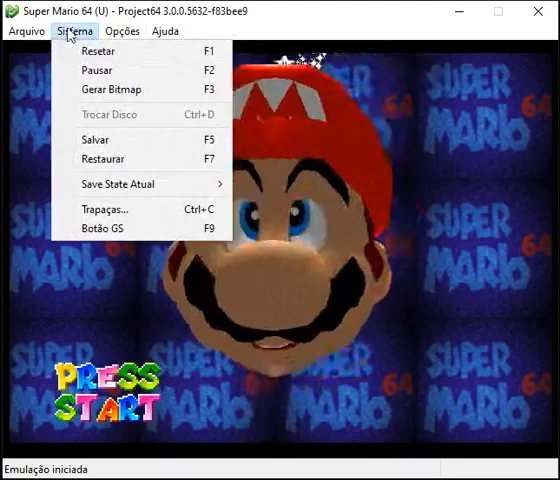 Super Mario 64 (U) - Project64 3.0.0.5632-f83bee9
Arquivo Sistema Opções Ajuda
Resetar F1
Pausar F2
Gerar Bitmap F3
Trocar Disco Ctrl+D
Salvar F5
Restaurar F7
Save State Atual
Trapaças... Ctrl+C
Botão GS F9
SUPER MARIO 64
PRESS
START
Emulação iniciada